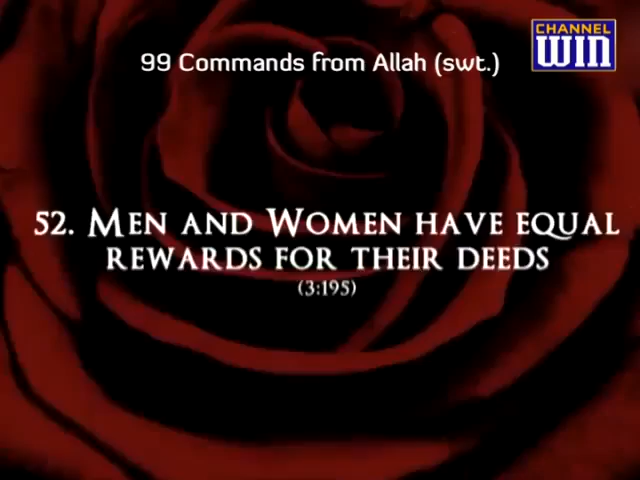 CHANNEL
WIN
99 Commands from Allah (swt.)
52. MEN AND WOMEN HAVE EQUAL
REWARDS FOR THEIR DEEDS
(3:195)